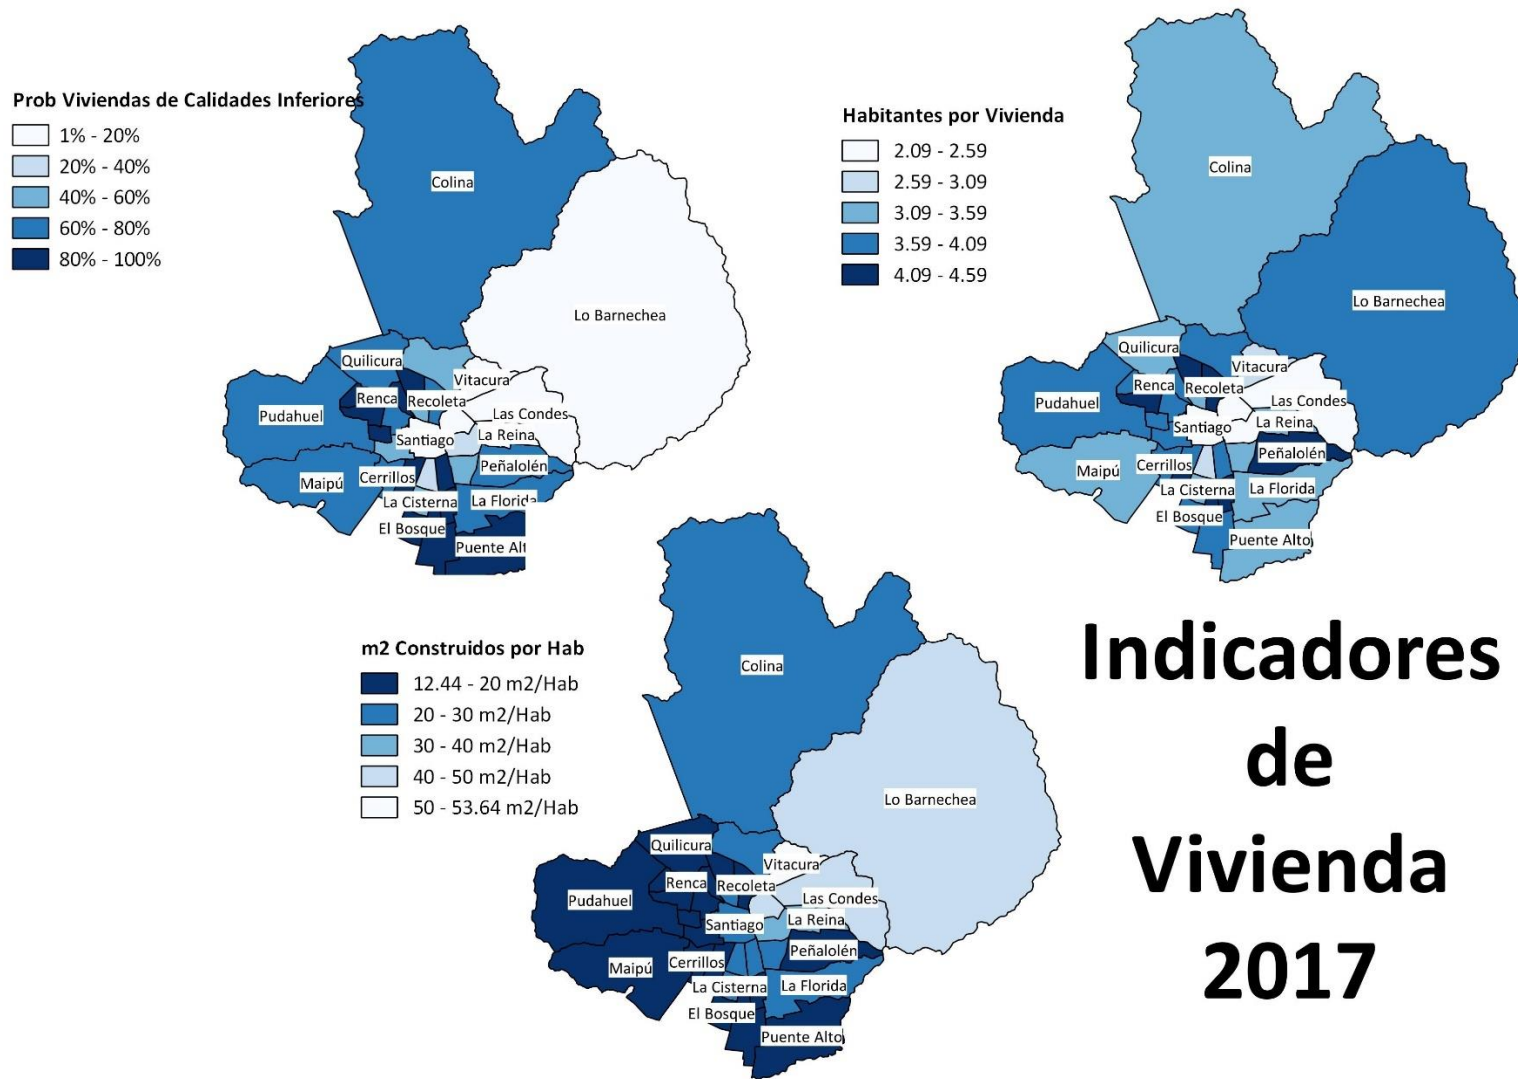 Prob Viviendas de Calidades Inferiores
1% - 20%
20% - 40%
40% - 60%
60% - 80%
80% - 100%
Colina
Lo Barnechea
Quilicura
Vitacura
Renca
Recoleta
Las Condes
Pudahuel
Santiago
La Reina
Peñalolén
Maipú
Cerrillos
La Cisterna
La Florida
El Bosque
Puente Alt
Habitantes por Vivienda
2.09 - 2.59
2.59 - 3.09
3.09 - 3.59
3.59 - 4.09
4.09 - 4.59
Colina
Lo Barnechea
Quilicura
Vitacura
Renca
Recoleta
Las Condes
Pudahuel
Santiago
La Reina
Peñalolén
Maipú
Cerrillos
La Cisterna
La Florida
El Bosque
Puente Alto
m2 Construidos por Hab
12.44 - 20 m2/Hab
20 - 30 m2/Hab
30 - 40 m2/Hab
40 - 50 m2/Hab
50 - 53.64 m2/Hab
Colina
Lo Barnechea
Quilicura
Vitacura
Renca
Recoleta
Las Condes
Pudahuel
Santiago
La Reina
Peñalolén
Maipú
Cerrillos
La Cisterna
La Florida
El Bosque
Puente Alto
Indicadores
de
Vivienda
2017